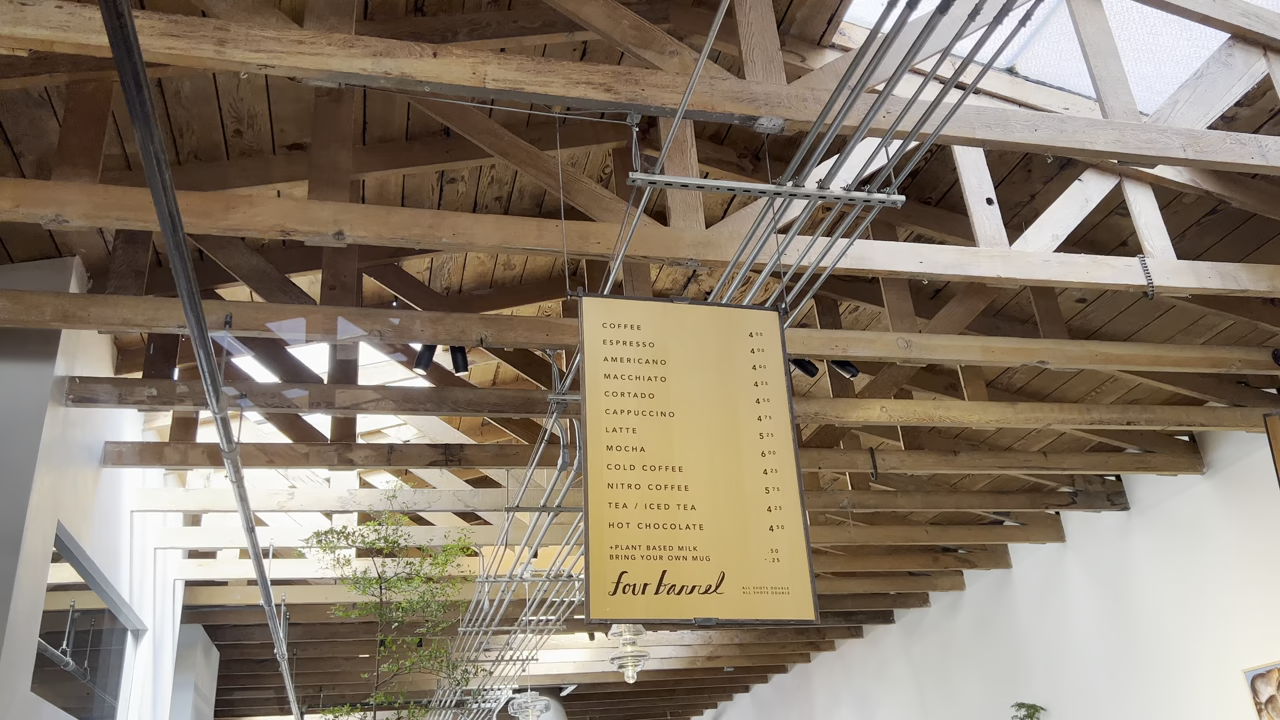 COFFEE 4 00
ESPRESSO 4 00
AMERICANO 4 00
MACCHIATO 4 25
CORTADO 4 50
CAPPUCCINO 4 75
LATTE 5 25
MOCHA 6 00
COLD COFFEE 4 25
NITRO COFFEE 5 75
TEA / ICED TEA 4 25
HOT CHOCOLATE 4 50
+PLANT BASED MILK .50
BRING YOUR OWN MUG -.25
four barrel
ALL SHOTS DOUBLE
ALL SHOTS DOUBLE